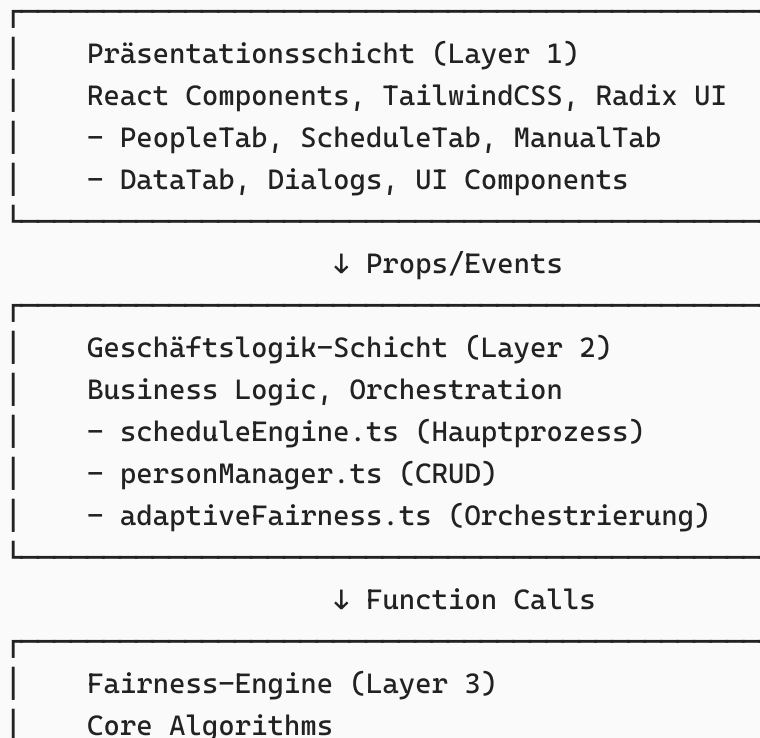 Präsentationsschicht (Layer 1)
React Components, TailwindCSS, Radix UI
- PeopleTab, ScheduleTab, ManualTab
- DataTab, Dialogs, UI Components
↓ Props/Events
Geschäftslogik-Schicht (Layer 2)
Business Logic, Orchestration
- scheduleEngine.ts (Hauptprozess)
- personManager.ts (CRUD)
- adaptiveFairness.ts (Orchestrierung)
↓ Function Calls
Fairness-Engine (Layer 3)
Core Algorithms